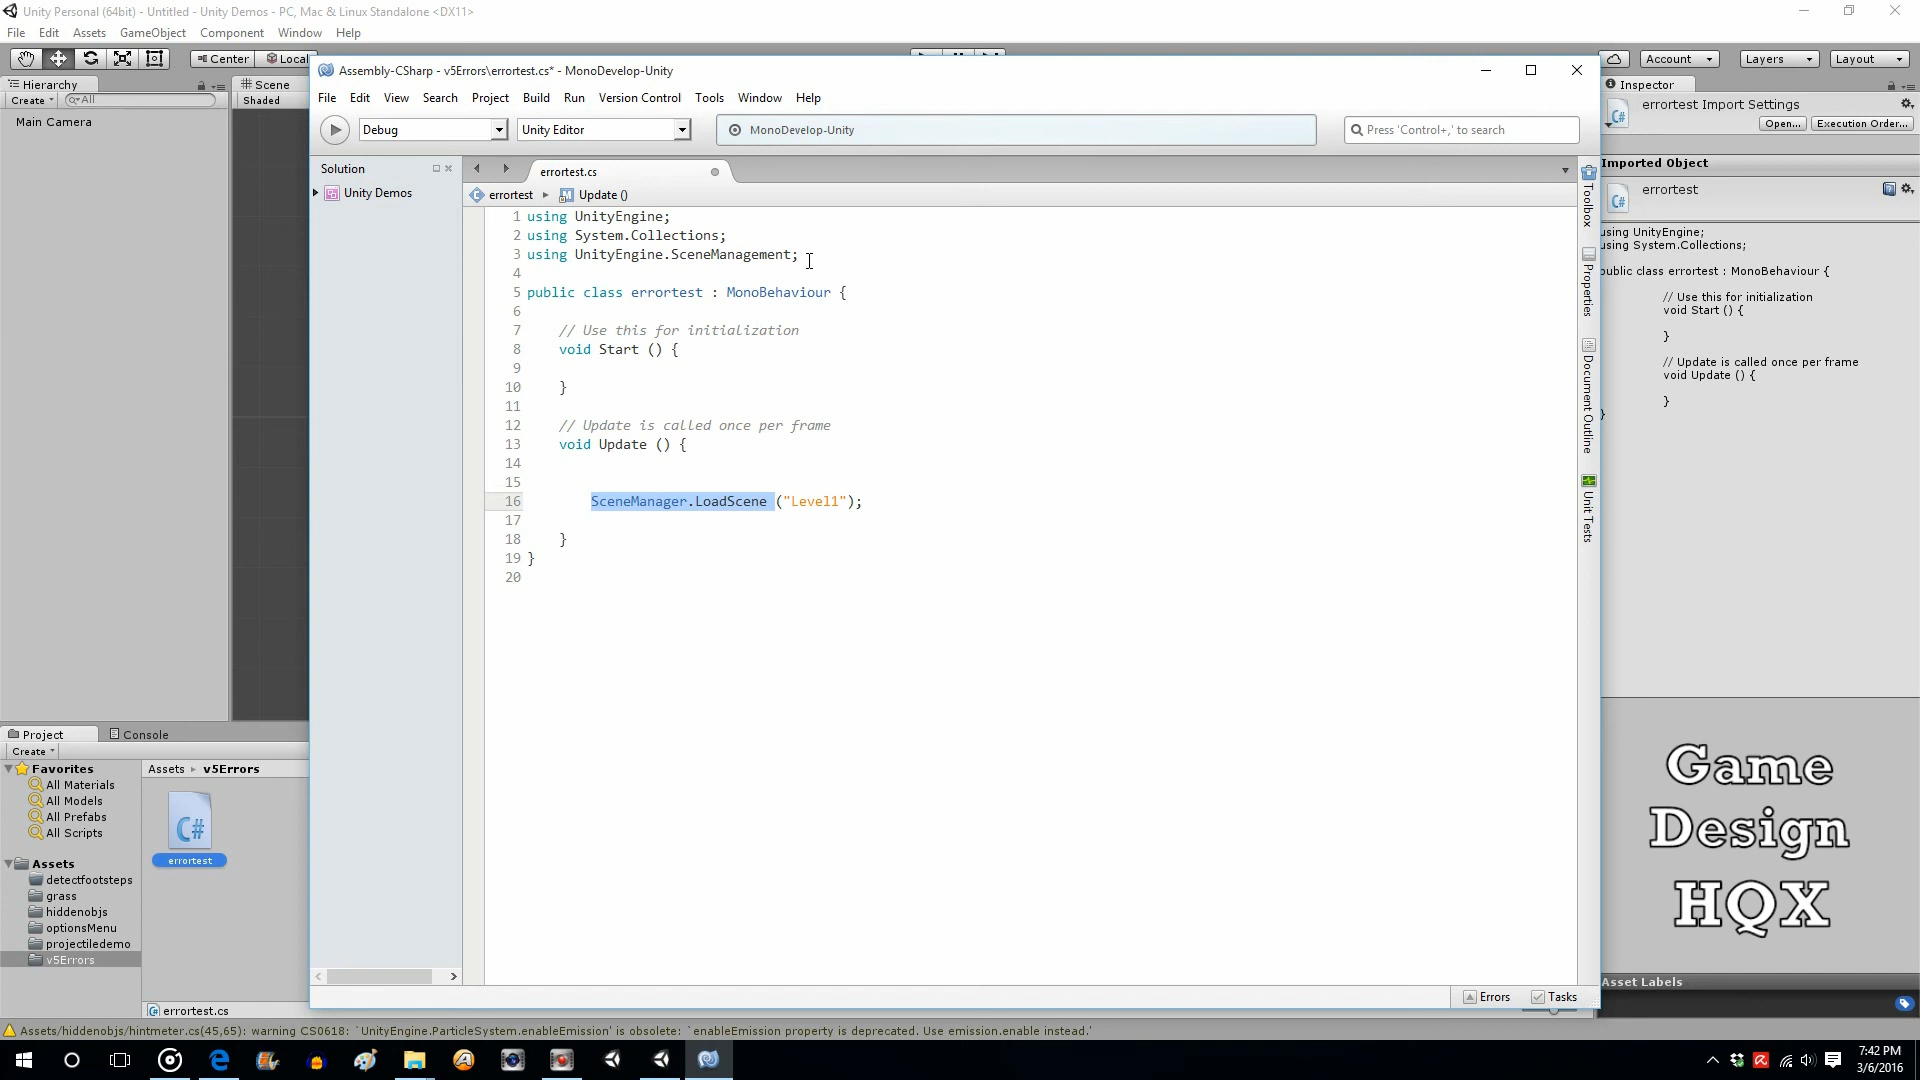 Unity Personal (64bit) - Untitled - Unity Demos - PC, Mac & Linux Standalone <DX11>
File Edit Assets GameObject Component Window Help
Center Local
Account Layers Layout
Hierarchy
Create All
Main Camera
Scene
Shaded
Assembly-CSharp - v5Errors\errortest.cs* - MonoDevelop-Unity
File Edit View Search Project Build Run Version Control Tools Window Help
Debug Unity Editor MonoDevelop-Unity Press 'Control+,' to search
Solution
Unity Demos
errortest.cs
errortest Update ()
1 using UnityEngine;
2 using System.Collections;
3 using UnityEngine.SceneManagement;
4
5 public class errortest : MonoBehaviour {
6
7 // Use this for initialization
8 void Start () {
9
10 }
11
12 // Update is called once per frame
13 void Update () {
14
15
16 SceneManager.LoadScene ("Level1");
17
18 }
19 }
20
Toolbox
Properties
Document Outline
Unit Tests
Errors Tasks
Inspector
errortest Import Settings
Open... Execution Order...
Imported Object
errortest
using UnityEngine;
using System.Collections;
public class errortest : MonoBehaviour {
// Use this for initialization
void Start () {
}
// Update is called once per frame
void Update () {
}
}
Game
Design
HQX
Asset Labels
Project Console
Create
Favorites
All Materials
All Models
All Prefabs
All Scripts
Assets
detectfootsteps
grass
hiddenobjs
optionsMenu
projectiledemo
v5Errors
Assets v5Errors
C#
errortest
errortest.cs
Assets/hiddenobjs/hintmeter.cs(45,65): warning CS0618: `UnityEngine.ParticleSystem.enableEmission' is obsolete: `enableEmission property is deprecated. Use emission.enable instead.'
7:42 PM
3/6/2016